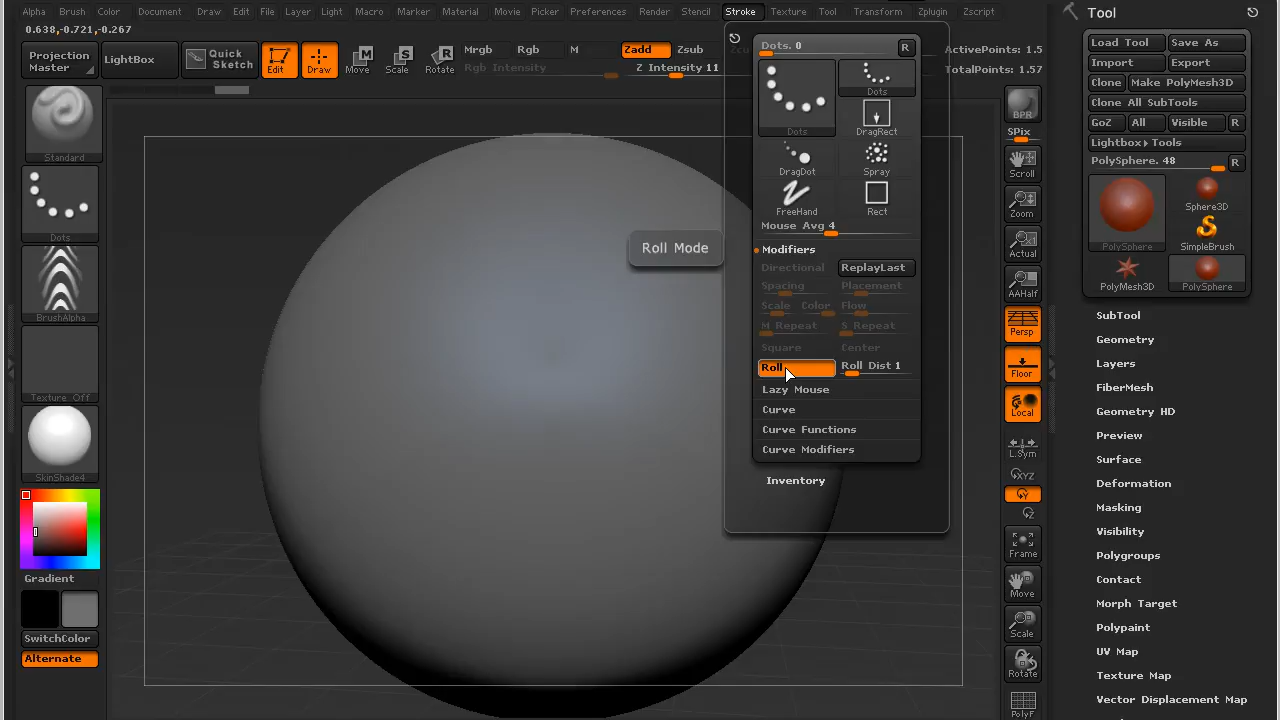 Alpha Brush Color Document Draw Edit File Layer Light Macro Marker Material Movie Picker Preferences Render Stencil Stroke Texture Tool Transform Zplugin Zscript
0.638,-0.721,-0.267
Projection Master
LightBox
Quick Sketch
Edit
Draw
Move
Scale
Rotate
Mrgb Rgb M
Rgb Intensity
Zadd Zsub
Z Intensity 11
ActivePoints: 1.5
TotalPoints: 1.57
Standard
Dots
BrushAlpha
Texture Off
SkinShade4
Gradient
SwitchColor
Alternate
Roll Mode
Dots. 0 R
Dots
Dots
DragRect
DragDot Spray
FreeHand Rect
Mouse Avg 4
Modifiers
Directional ReplayLast
Spacing Placement
Scale Color Flow
M Repeat S Repeat
Square Center
Roll Roll Dist 1
Lazy Mouse
Curve
Curve Functions
Curve Modifiers
Inventory
BPR
SPix
Scroll
Zoom
Actual
AAHalf
Persp
Floor
Local
L.Sym
XYZ
Y
Z
Frame
Move
Scale
Rotate
PolyF
Tool
Load Tool Save As
Import Export
Clone Make PolyMesh3D
Clone All SubTools
GoZ All Visible R
Lightbox▸Tools
PolySphere. 48 R
PolySphere
Sphere3D
SimpleBrush
PolyMesh3D PolySphere
SubTool
Geometry
Layers
FiberMesh
Geometry HD
Preview
Surface
Deformation
Masking
Visibility
Polygroups
Contact
Morph Target
Polypaint
UV Map
Texture Map
Vector Displacement Map